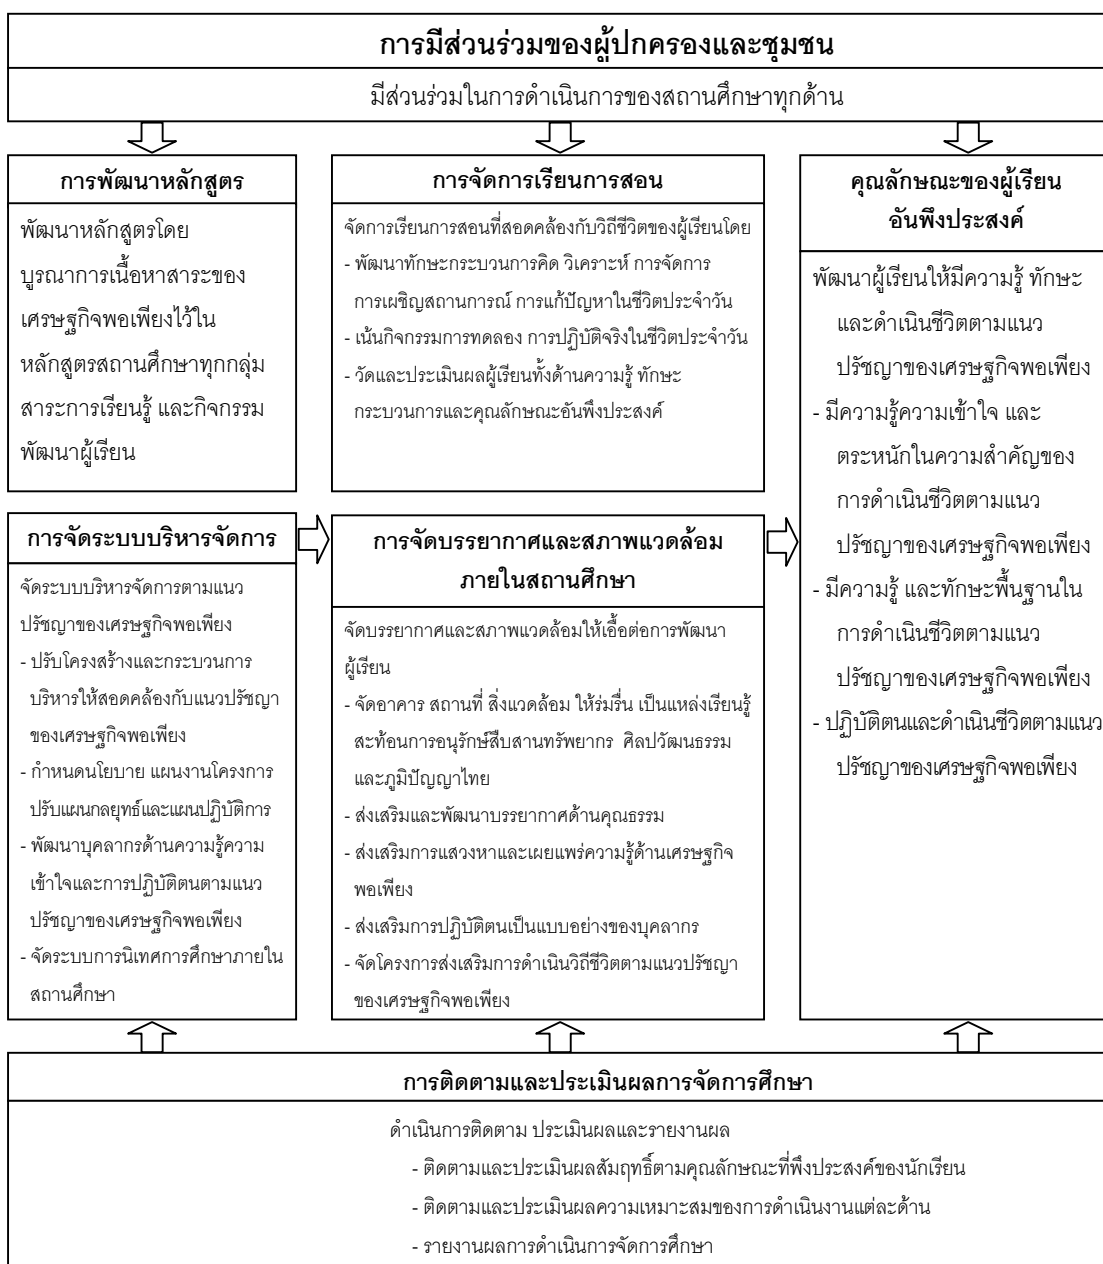 การมีส่วนร่วมของผู้ปกครองและชุมชน
มีส่วนร่วมในการดำเนินการของสถานศึกษาทุกด้าน
การพัฒนาหลักสูตร
พัฒนาหลักสูตรโดย
บูรณาการเนื้อหาสาระของ
เศรษฐกิจพอเพียงไว้ใน
หลักสูตรสถานศึกษาทุกกลุ่ม
สาระการเรียนรู้ และกิจกรรม
พัฒนาผู้เรียน
การจัดการเรียนการสอน
จัดการเรียนการสอนที่สอดคล้องกับวิถีชีวิตของผู้เรียนโดย
- พัฒนาทักษะกระบวนการคิด วิเคราะห์ การจัดการ
การเผชิญสถานการณ์ การแก้ปัญหาในชีวิตประจำวัน
- เน้นกิจกรรมการทดลอง การปฏิบัติจริงในชีวิตประจำวัน
- วัดและประเมินผลผู้เรียนทั้งด้านความรู้ ทักษะ
กระบวนการและคุณลักษณะอันพึงประสงค์
คุณลักษณะของผู้เรียน
อันพึงประสงค์
พัฒนาผู้เรียนให้มีความรู้ ทักษะ
และดำเนินชีวิตตามแนว
ปรัชญาของเศรษฐกิจพอเพียง
- มีความรู้ความเข้าใจ และ
ตระหนักในความสำคัญของ
การดำเนินชีวิตตามแนว
ปรัชญาของเศรษฐกิจพอเพียง
- มีความรู้ และทักษะพื้นฐานใน
การดำเนินชีวิตตามแนว
ปรัชญาของเศรษฐกิจพอเพียง
- ปฏิบัติตนและดำเนินชีวิตตามแนว
ปรัชญาของเศรษฐกิจพอเพียง
การจัดระบบบริหารจัดการ
จัดระบบบริหารจัดการตามแนว
ปรัชญาของเศรษฐกิจพอเพียง
- ปรับโครงสร้างและกระบวนการ
บริหารให้สอดคล้องกับแนวปรัชญา
ของเศรษฐกิจพอเพียง
- กำหนดนโยบาย แผนงานโครงการ
ปรับแผนกลยุทธ์และแผนปฏิบัติการ
- พัฒนาบุคลากรด้านความรู้ความ
เข้าใจและการปฏิบัติตนตามแนว
ปรัชญาของเศรษฐกิจพอเพียง
- จัดระบบการนิเทศการศึกษาภายใน
สถานศึกษา
การจัดบรรยากาศและสภาพแวดล้อม
ภายในสถานศึกษา
จัดบรรยากาศและสภาพแวดล้อมให้เอื้อต่อการพัฒนา
ผู้เรียน
- จัดอาคาร สถานที่ สิ่งแวดล้อม ให้ร่มรื่น เป็นแหล่งเรียนรู้
สะท้อนการอนุรักษ์สืบสานทรัพยากร ศิลปวัฒนธรรม
และภูมิปัญญาไทย
- ส่งเสริมและพัฒนาบรรยากาศด้านคุณธรรม
- ส่งเสริมการแสวงหาและเผยแพร่ความรู้ด้านเศรษฐกิจ
พอเพียง
- ส่งเสริมการปฏิบัติตนเป็นแบบอย่างของบุคลากร
- จัดโครงการส่งเสริมการดำเนินวิถีชีวิตตามแนวปรัชญา
ของเศรษฐกิจพอเพียง
การติดตามและประเมินผลการจัดการศึกษา
ดำเนินการติดตาม ประเมินผลและรายงานผล
- ติดตามและประเมินผลสัมฤทธิ์ตามคุณลักษณะที่พึงประสงค์ของนักเรียน
- ติดตามและประเมินผลความเหมาะสมของการดำเนินงานแต่ละด้าน
- รายงานผลการดำเนินการจัดการศึกษา